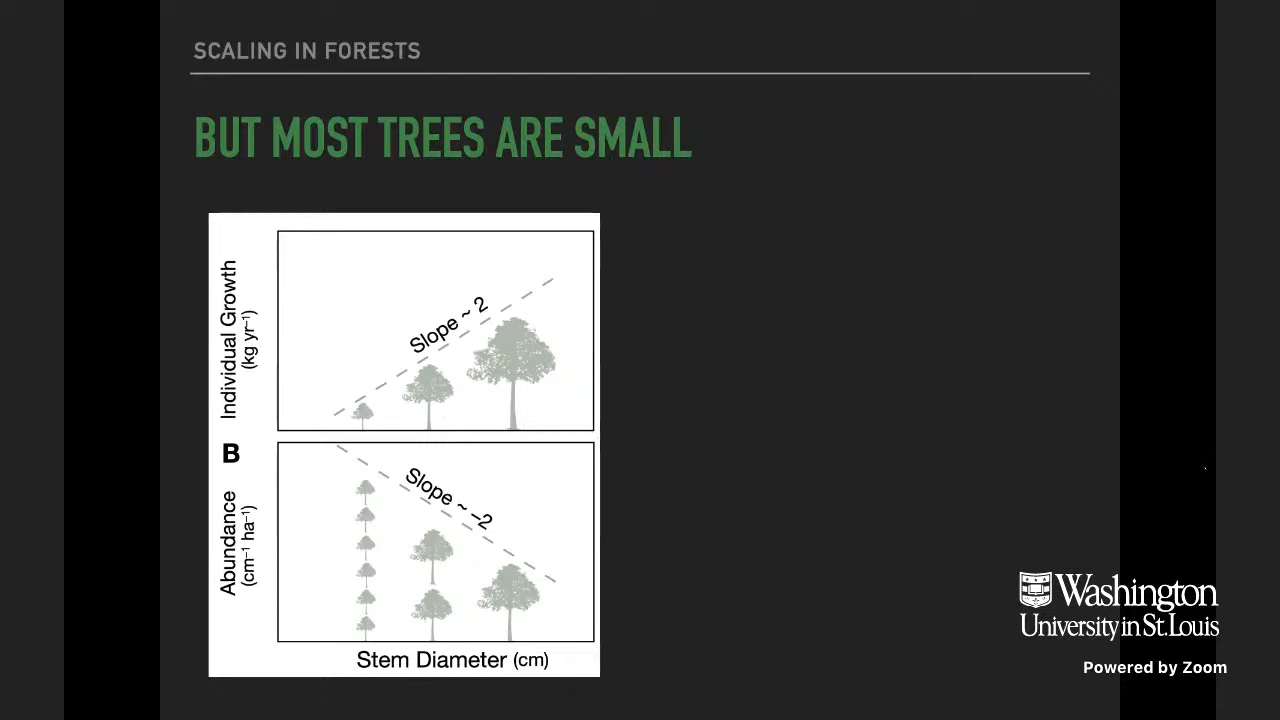 SCALING IN FORESTS
BUT MOST TREES ARE SMALL
Individual Growth
(kg yr⁻¹)
Slope ~ 2
B
Abundance
(cm⁻¹ ha⁻¹)
Slope ~ –2
Stem Diameter (cm)
Washington
University in St. Louis
Powered by Zoom